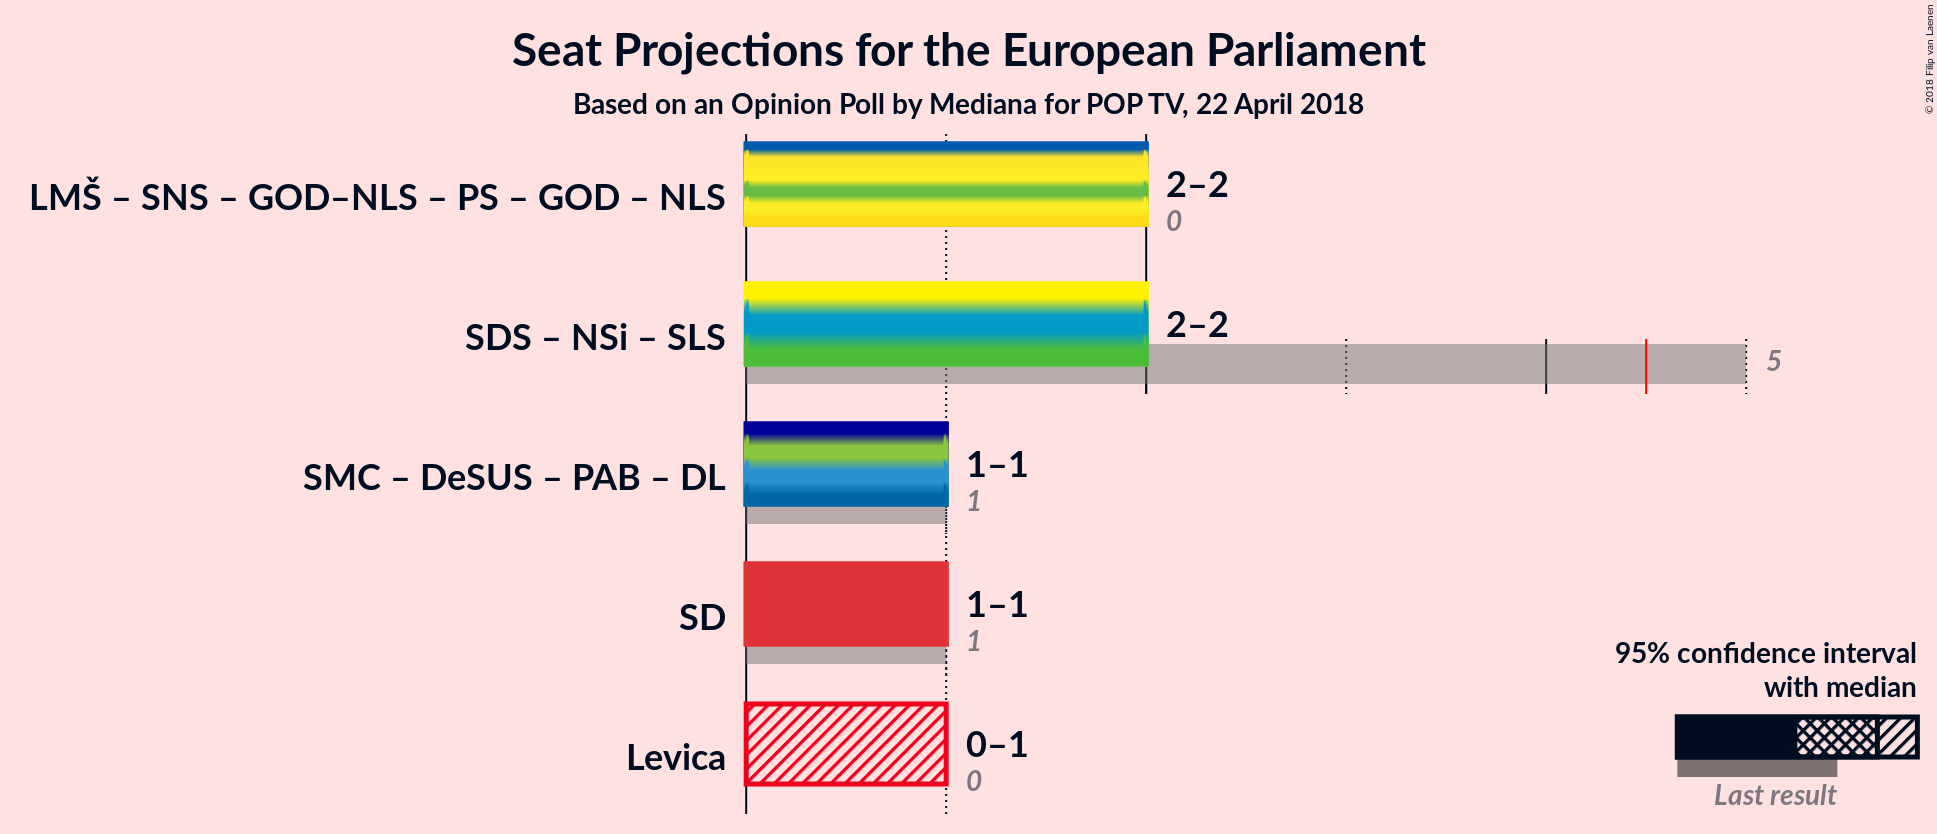 Seat Projections for the European Parliament
Based on an Opinion Poll by Mediana for POP TV, 22 April 2018
© 2018 Filip van Laenen
LMŠ – SNS – GOD–NLS – PS – GOD – NLS
2–2
0
SDS – NSi – SLS
2–2
5
SMC – DeSUS – PAB – DL
1–1
1
SD
1–1
1
Levica
0–1
0
95% confidence interval
with median
Last result